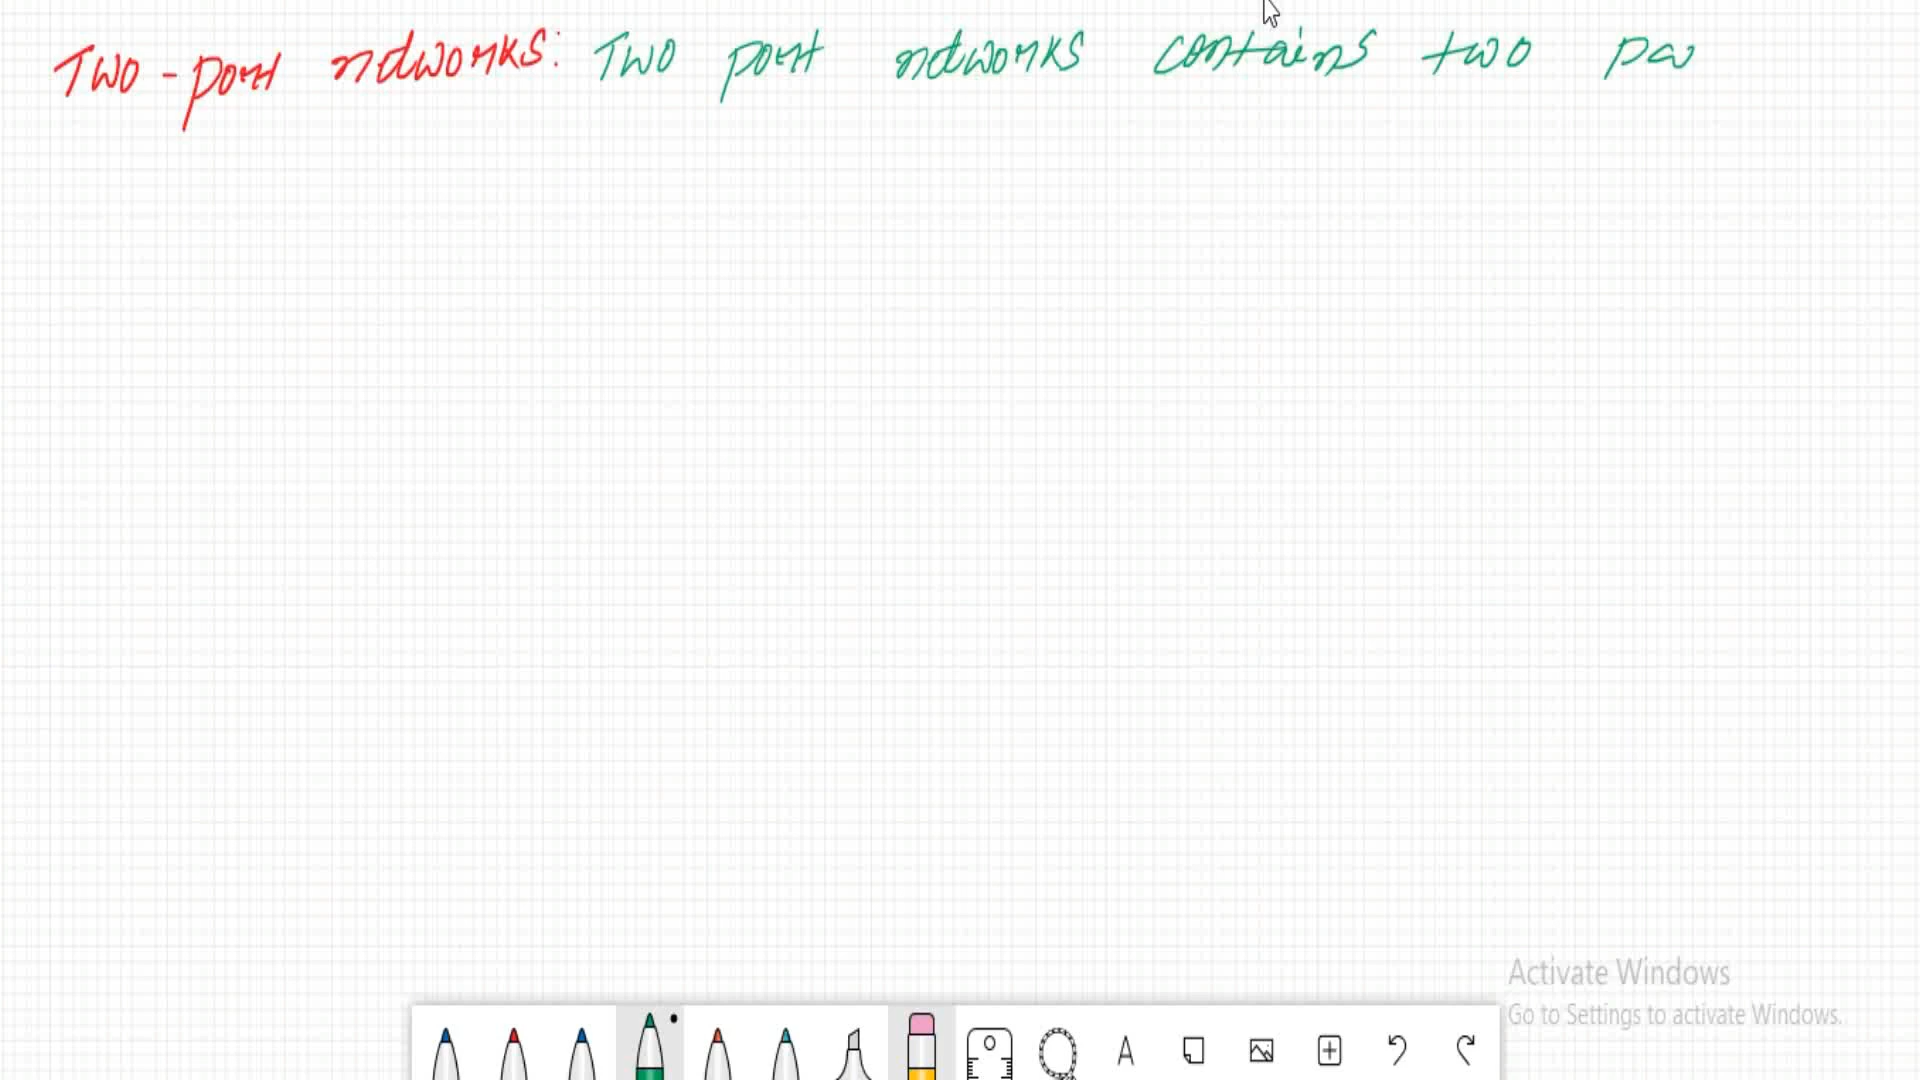 Two-port networks: Two port networks contains two pa
Activate Windows
Go to Settings to activate Windows.